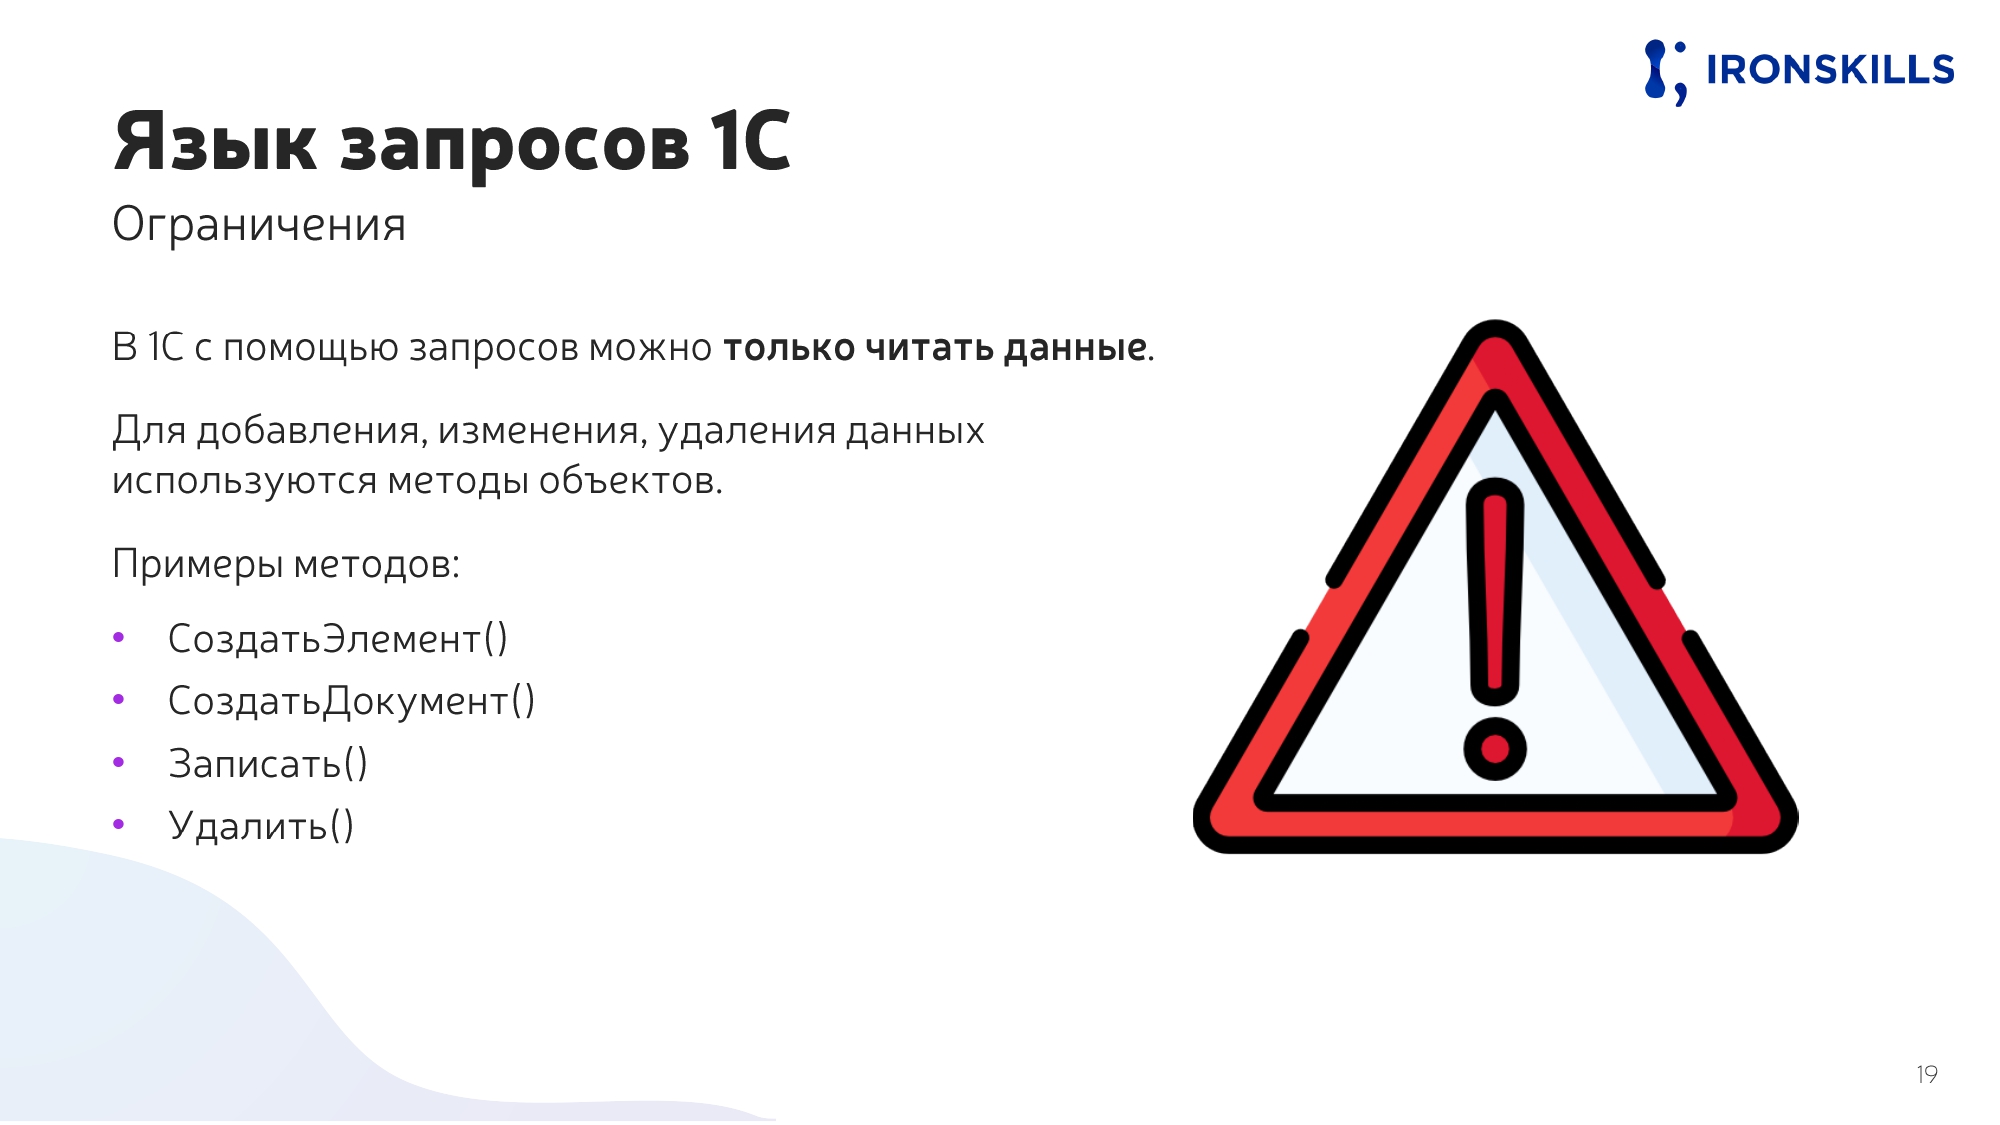 IRONSKILLS
Язык запросов 1С
Ограничения
В 1С с помощью запросов можно только читать данные.
Для добавления, изменения, удаления данных
используются методы объектов.
Примеры методов:
• СоздатьЭлемент()
• СоздатьДокумент()
• Записать()
• Удалить()
19